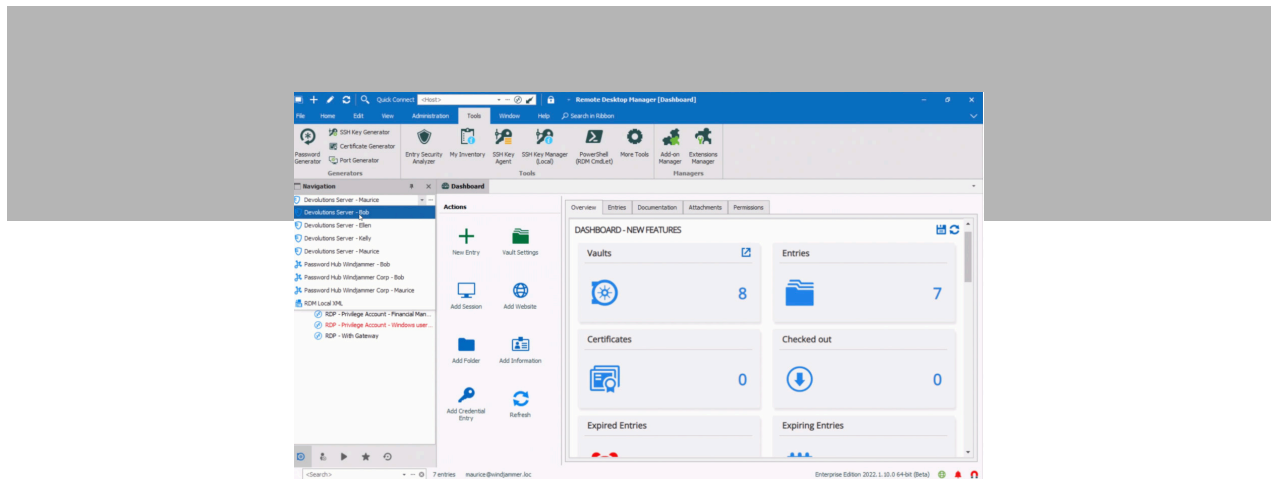 Quick Connect <Host> Remote Desktop Manager [Dashboard]
File Home Edit View Administration Tools Window Help Search in Ribbon
Password Generator
SSH Key Generator
Certificate Generator
Port Generator
Entry Security Analyzer
My Inventory
SSH Key Agent
SSH Key Manager (Local)
PowerShell (RDM CmdLet)
More Tools
Add-on Manager
Extensions Manager
Generators Tools Managers
Navigation
Dashboard
Devolutions Server - Maurice
Devolutions Server - Bob
Devolutions Server - Ellen
Devolutions Server - Kelly
Devolutions Server - Maurice
Password Hub Windjammer - Bob
Password Hub Windjammer Corp - Bob
Password Hub Windjammer Corp - Maurice
RDM Local XML
RDP - Privilege Account - Financial Man...
RDP - Privilege Account - Windows user ...
RDP - With Gateway
Actions
New Entry Vault Settings
Add Session Add Website
Add Folder Add Information
Add Credential Entry
Refresh
Overview Entries Documentation Attachments Permissions
DASHBOARD - NEW FEATURES
Vaults
8
Entries
7
Certificates
0
Checked out
0
Expired Entries
Expiring Entries
<Search> 7 entries maurice@windjammer.loc Enterprise Edition 2022.1.10.0 64-bit (Beta)